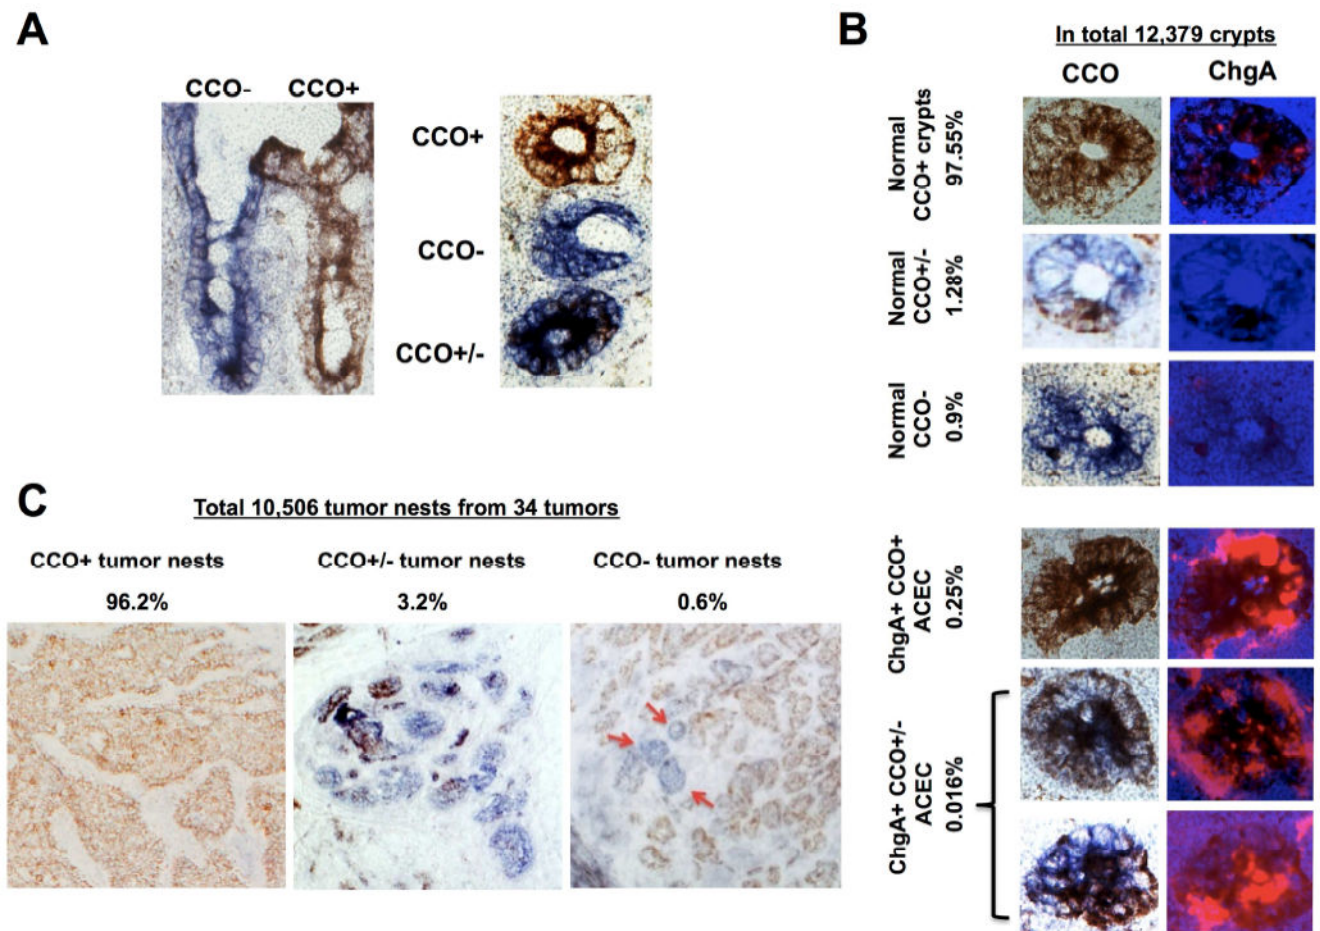 A
CCO- CCO+
CCO+
CCO-
CCO+/-
B
In total 12,379 crypts
CCO ChgA
Normal
CCO+ crypts
97.55%
Normal
CCO+/-
1.28%
Normal
CCO-
0.9%
ChgA+ CCO+
ACEC
0.25%
ChgA+ CCO+/-
ACEC
0.016%
C
Total 10,506 tumor nests from 34 tumors
CCO+ tumor nests CCO+/- tumor nests CCO- tumor nests
96.2% 3.2% 0.6%